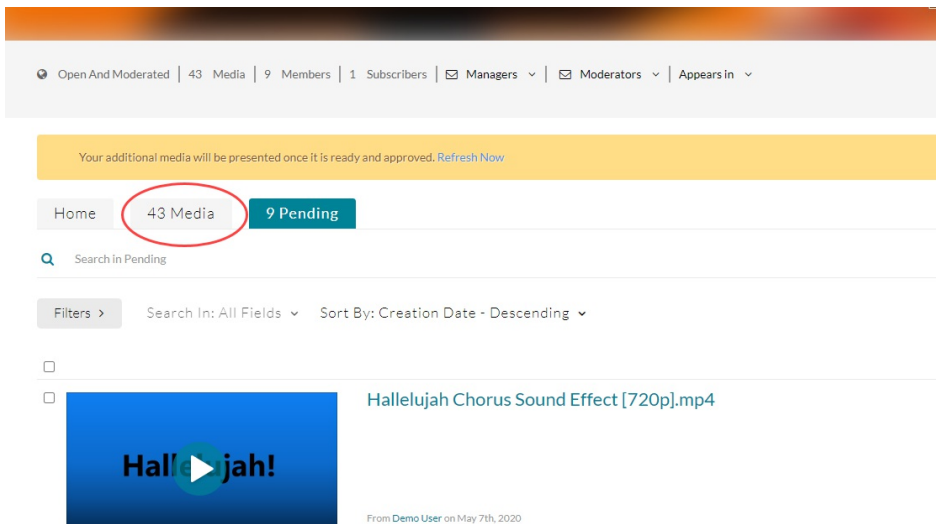 Open And Moderated | 43 Media | 9 Members | 1 Subscribers | Managers | Moderators | Appears in
Your additional media will be presented once it is ready and approved. Refresh Now
Home 43 Media 9 Pending
Search in Pending
Filters > Search In: All Fields Sort By: Creation Date - Descending
Hallelujah Chorus Sound Effect [720p].mp4
Hallelujah!
From Demo User on May 7th, 2020